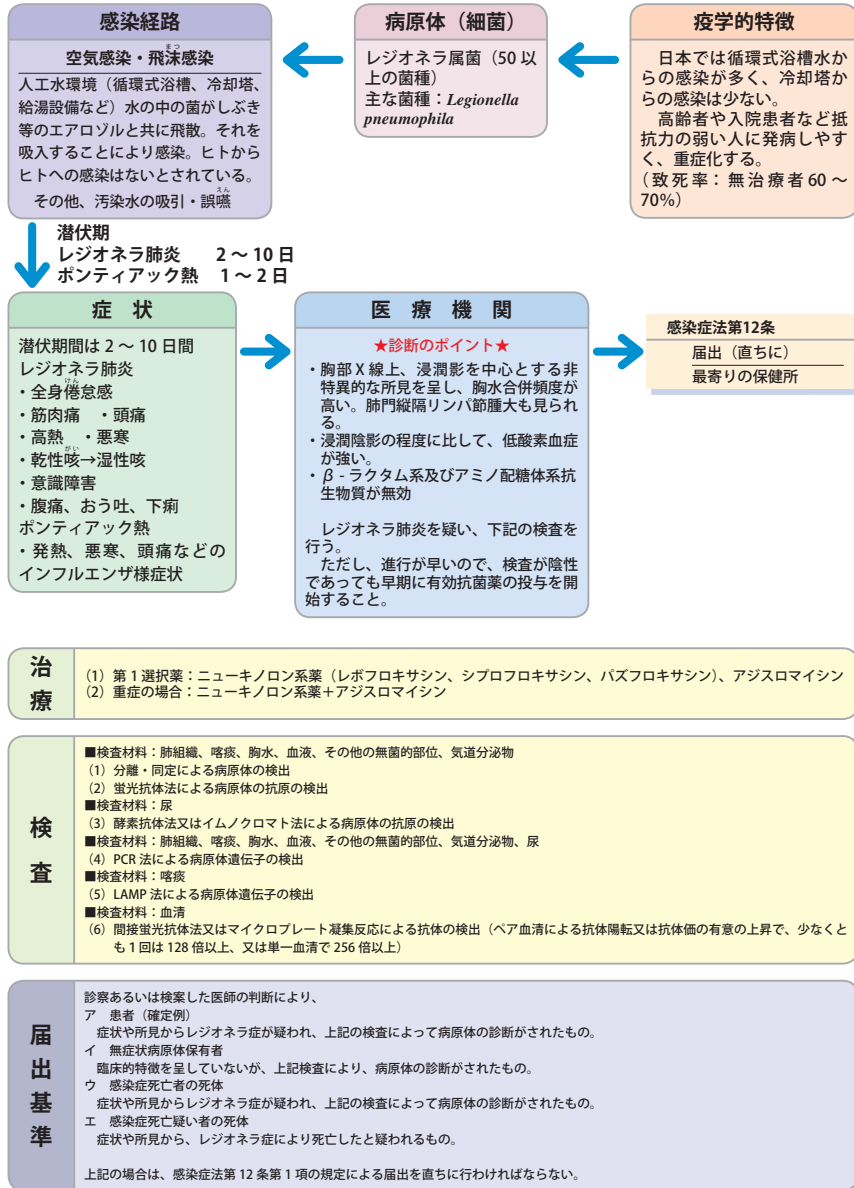 感染経路
空気感染・飛沫感染
人工水環境（循環式浴槽、冷却塔、
給湯設備など）水の中の菌がしぶき
等のエアロゾルと共に飛散。それを
吸入することにより感染。ヒトから
ヒトへの感染はないとされている。
その他、汚染水の吸引・誤嚥
病原体（細菌）
レジオネラ属菌（50 以
上の菌種）
主な菌種：Legionella
pneumophila
疫学的特徴
日本では循環式浴槽水か
らの感染が多く、冷却塔か
らの感染は少ない。
高齢者や入院患者など抵
抗力の弱い人に発病しやす
く、重症化する。
（致死率：無治療者 60 ～
70%）
潜伏期
レジオネラ肺炎　2 ～ 10 日
ポンティアック熱　1 ～ 2 日
症　状
潜伏期間は 2 ～ 10 日間
レジオネラ肺炎
・全身倦怠感
・筋肉痛　・頭痛
・高熱　・悪寒
・乾性咳→湿性咳
・意識障害
・腹痛、おう吐、下痢
ポンティアック熱
・発熱、悪寒、頭痛などの
インフルエンザ様症状
医　療　機　関
★診断のポイント★
・胸部 X 線上、浸潤影を中心とする非
特異的な所見を呈し、胸水合併頻度が
高い。肺門縦隔リンパ節腫大も見られ
る。
・浸潤陰影の程度に比して、低酸素血症
が強い。
・β - ラクタム系及びアミノ配糖体系抗
生物質が無効
レジオネラ肺炎を疑い、下記の検査を
行う。
ただし、進行が早いので、検査が陰性
であっても早期に有効抗菌薬の投与を開
始すること。
感染症法第12条
届出（直ちに）
最寄りの保健所
治療
（1）第 1 選択薬：ニューキノロン系薬（レボフロキサシン、シプロフロキサシン、パズフロキサシン）、アジスロマイシン
（2）重症の場合：ニューキノロン系薬＋アジスロマイシン
検査
■検査材料：肺組織、喀痰、胸水、血液、その他の無菌的部位、気道分泌物
（1）分離・同定による病原体の検出
（2）蛍光抗体法による病原体の抗原の検出
■検査材料：尿
（3）酵素抗体法又はイムノクロマト法による病原体の抗原の検出
■検査材料：肺組織、喀痰、胸水、血液、その他の無菌的部位、気道分泌物、尿
（4）PCR 法による病原体遺伝子の検出
■検査材料：喀痰
（5）LAMP 法による病原体遺伝子の検出
■検査材料：血清
（6）間接蛍光抗体法又はマイクロプレート凝集反応による抗体の検出（ペア血清による抗体陽転又は抗体価の有意の上昇で、少なくと
も 1 回は 128 倍以上、又は単一血清で 256 倍以上）
届出基準
診察あるいは検案した医師の判断により、
ア　患者（確定例）
症状や所見からレジオネラ症が疑われ、上記の検査によって病原体の診断がされたもの。
イ　無症状病原体保有者
臨床的特徴を呈していないが、上記検査により、病原体の診断がされたもの。
ウ　感染症死亡者の死体
症状や所見からレジオネラ症が疑われ、上記の検査によって病原体の診断がされたもの。
エ　感染症死亡疑い者の死体
症状や所見から、レジオネラ症により死亡したと疑われるもの。
上記の場合は、感染症法第 12 条第 1 項の規定による届出を直ちに行わければならない。